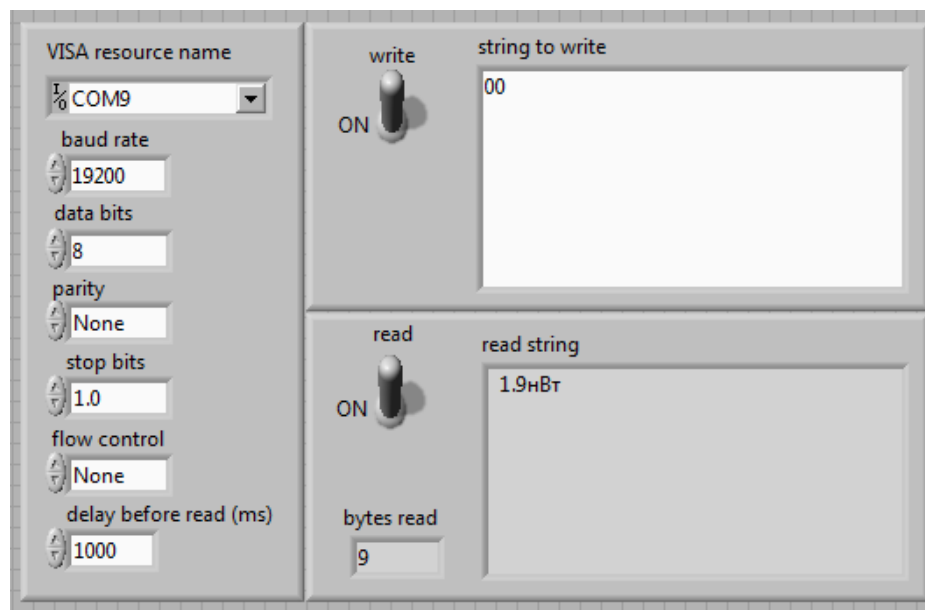 VISA resource name
COM9
baud rate
19200
data bits
8
parity
None
stop bits
1.0
flow control
None
delay before read (ms)
1000
write
ON
string to write
00
read
ON
read string
1.9нВт
bytes read
9